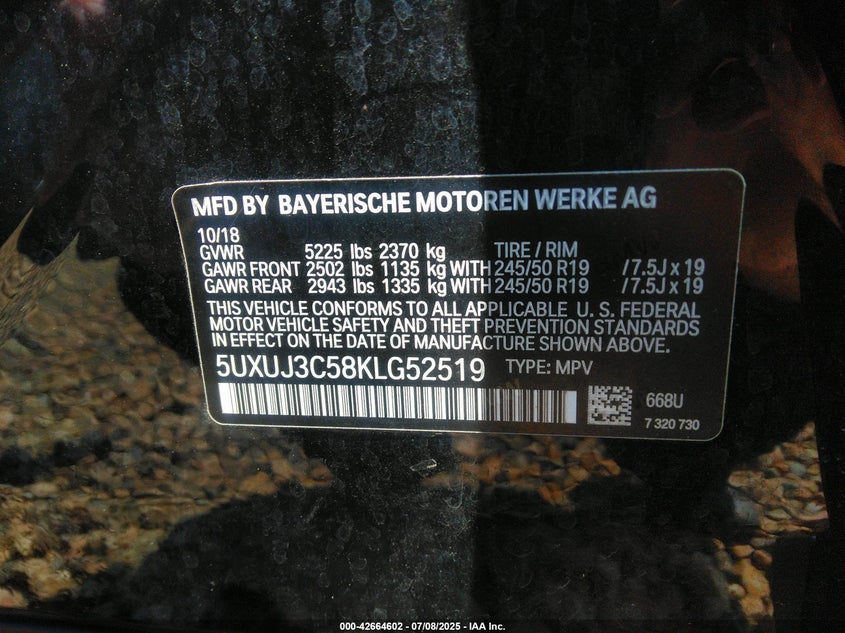 MFD BY BAYERISCHE MOTOREN WERKE AG
10/18
GVWR 5225 lbs 2370 kg TIRE / RIM
GAWR FRONT 2502 lbs 1135 kg WITH 245/50 R19 / 7.5J x 19
GAWR REAR 2943 lbs 1335 kg WITH 245/50 R19 / 7.5J x 19
THIS VEHICLE CONFORMS TO ALL APPLICABLE U. S. FEDERAL
MOTOR VEHICLE SAFETY AND THEFT PREVENTION STANDARDS
IN EFFECT ON THE DATE OF MANUFACTURE SHOWN ABOVE.
5UXUJ3C58KLG52519 TYPE: MPV
668U
7 320 730
000-42664602 - 07/08/2025 - IAA Inc.